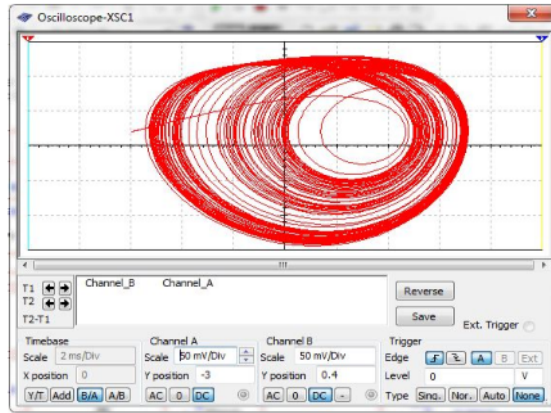 Oscilloscope-XSC1
1 1
Channel_B Channel_A
T1
T2
T2-T1
Reverse
Save
Ext. Trigger
Timebase Channel A Channel B Trigger
Scale 2 ms/Div Scale 50 mV/Div Scale 50 mV/Div Edge A B Ext
X position 0 Y position -3 Y position 0.4 Level 0 V
Y/T Add B/A A/B AC 0 DC AC 0 DC - Type Sing. Nor. Auto None